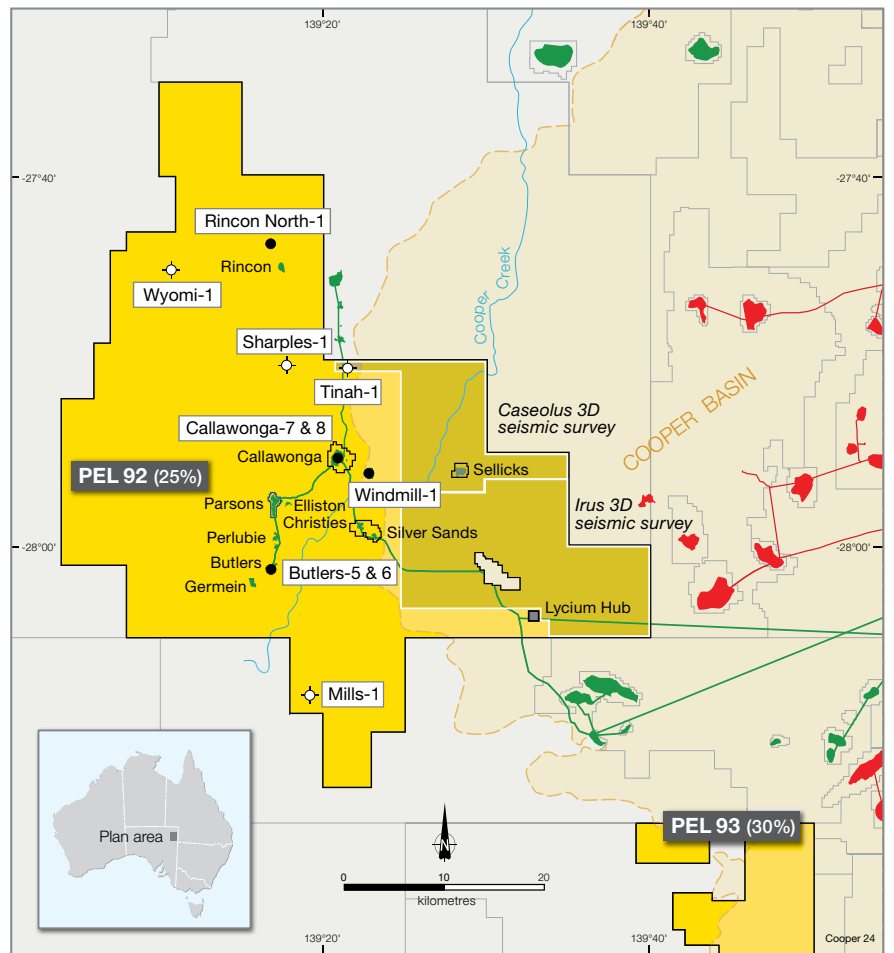 139°20'
139°40'
-27°40'
-27°40'
Rincon North-1
Rincon
Cooper Creek
Wyomi-1
Sharples-1
Tinah-1
COOPER BASIN
Caseolus 3D
seismic survey
Callawonga-7 & 8
Callawonga
PEL 92 (25%)
Sellicks
Windmill-1
Irus 3D
seismic survey
Parsons
Elliston
Christies
Silver Sands
Perlubie
-28°00'
-28°00'
Butlers
Butlers-5 & 6
Germein
Lycium Hub
Mills-1
Plan area
PEL 93 (30%)
N
0
10
20
kilometres
139°20'
139°40'
Cooper 24